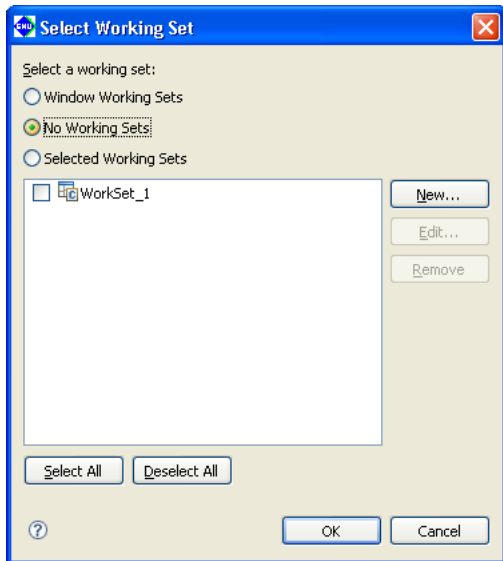 GNU Select Working Set
Select a working set:
Window Working Sets
No Working Sets
Selected Working Sets
WorkSet_1
New...
Edit...
Remove
Select All
Deselect All
OK
Cancel